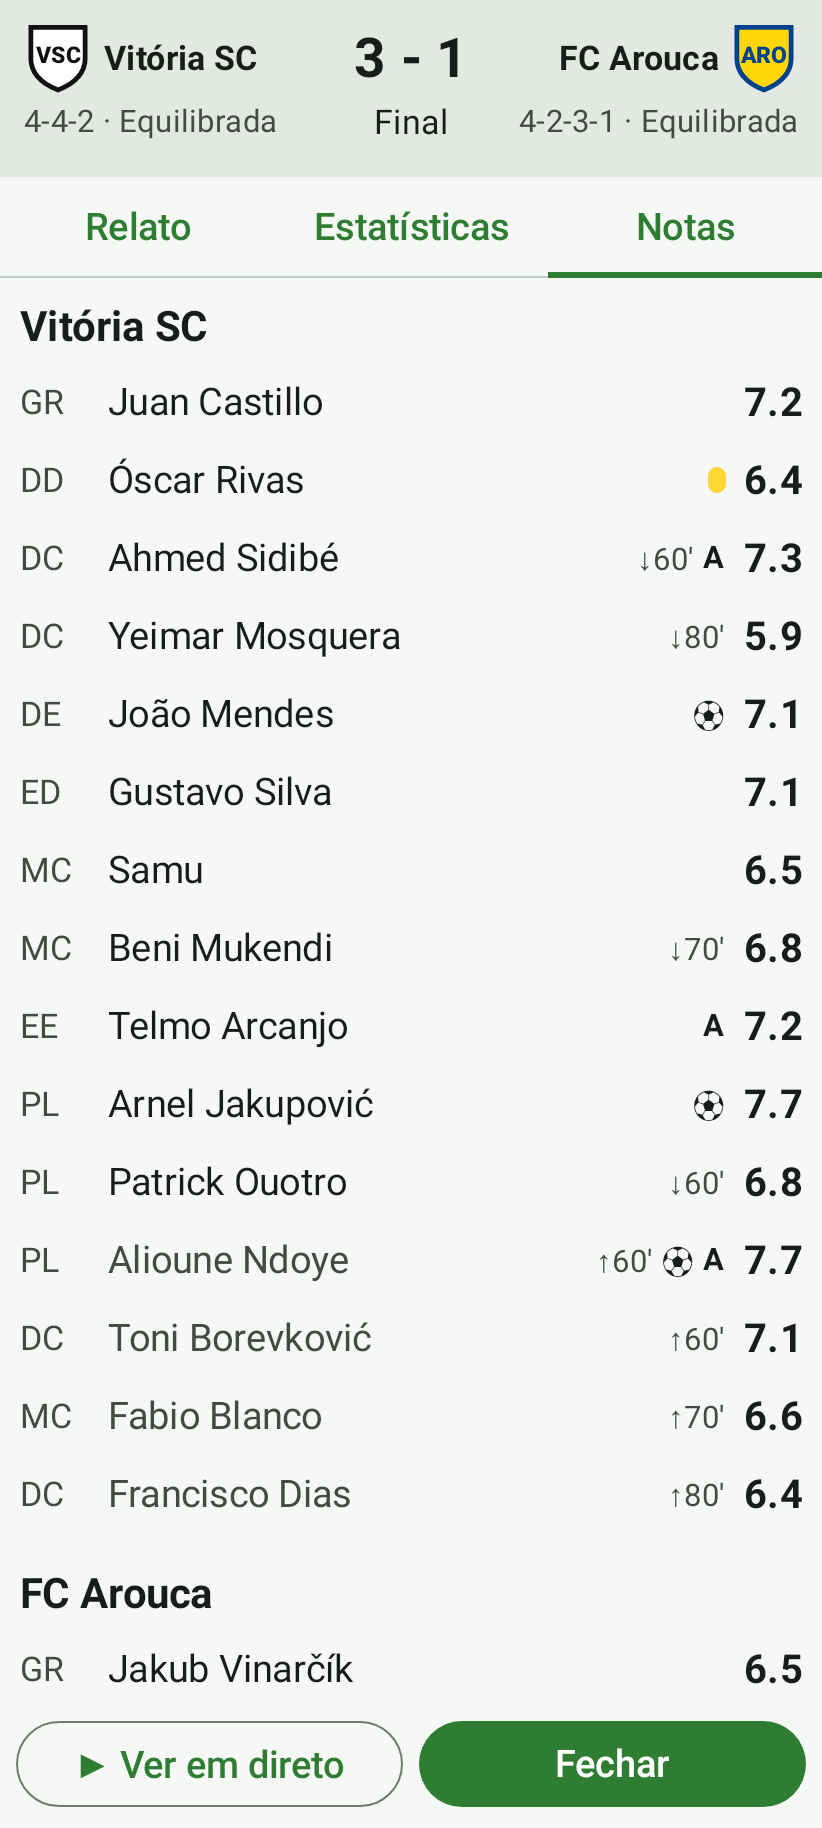 VSC Vitória SC 3 - 1 FC Arouca ARO
4-4-2 · Equilibrada Final 4-2-3-1 · Equilibrada
Relato Estatísticas Notas
Vitória SC
GR Juan Castillo 7.2
DD Óscar Rivas 6.4
DC Ahmed Sidibé ↓60' A 7.3
DC Yeimar Mosquera ↓80' 5.9
DE João Mendes ⚽ 7.1
ED Gustavo Silva 7.1
MC Samu 6.5
MC Beni Mukendi ↓70' 6.8
EE Telmo Arcanjo A 7.2
PL Arnel Jakupović ⚽ 7.7
PL Patrick Ouotro ↓60' 6.8
PL Alioune Ndoye ↑60' ⚽ A 7.7
DC Toni Borevković ↑60' 7.1
MC Fabio Blanco ↑70' 6.6
DC Francisco Dias ↑80' 6.4
FC Arouca
GR Jakub Vinarčík 6.5
► Ver em direto Fechar